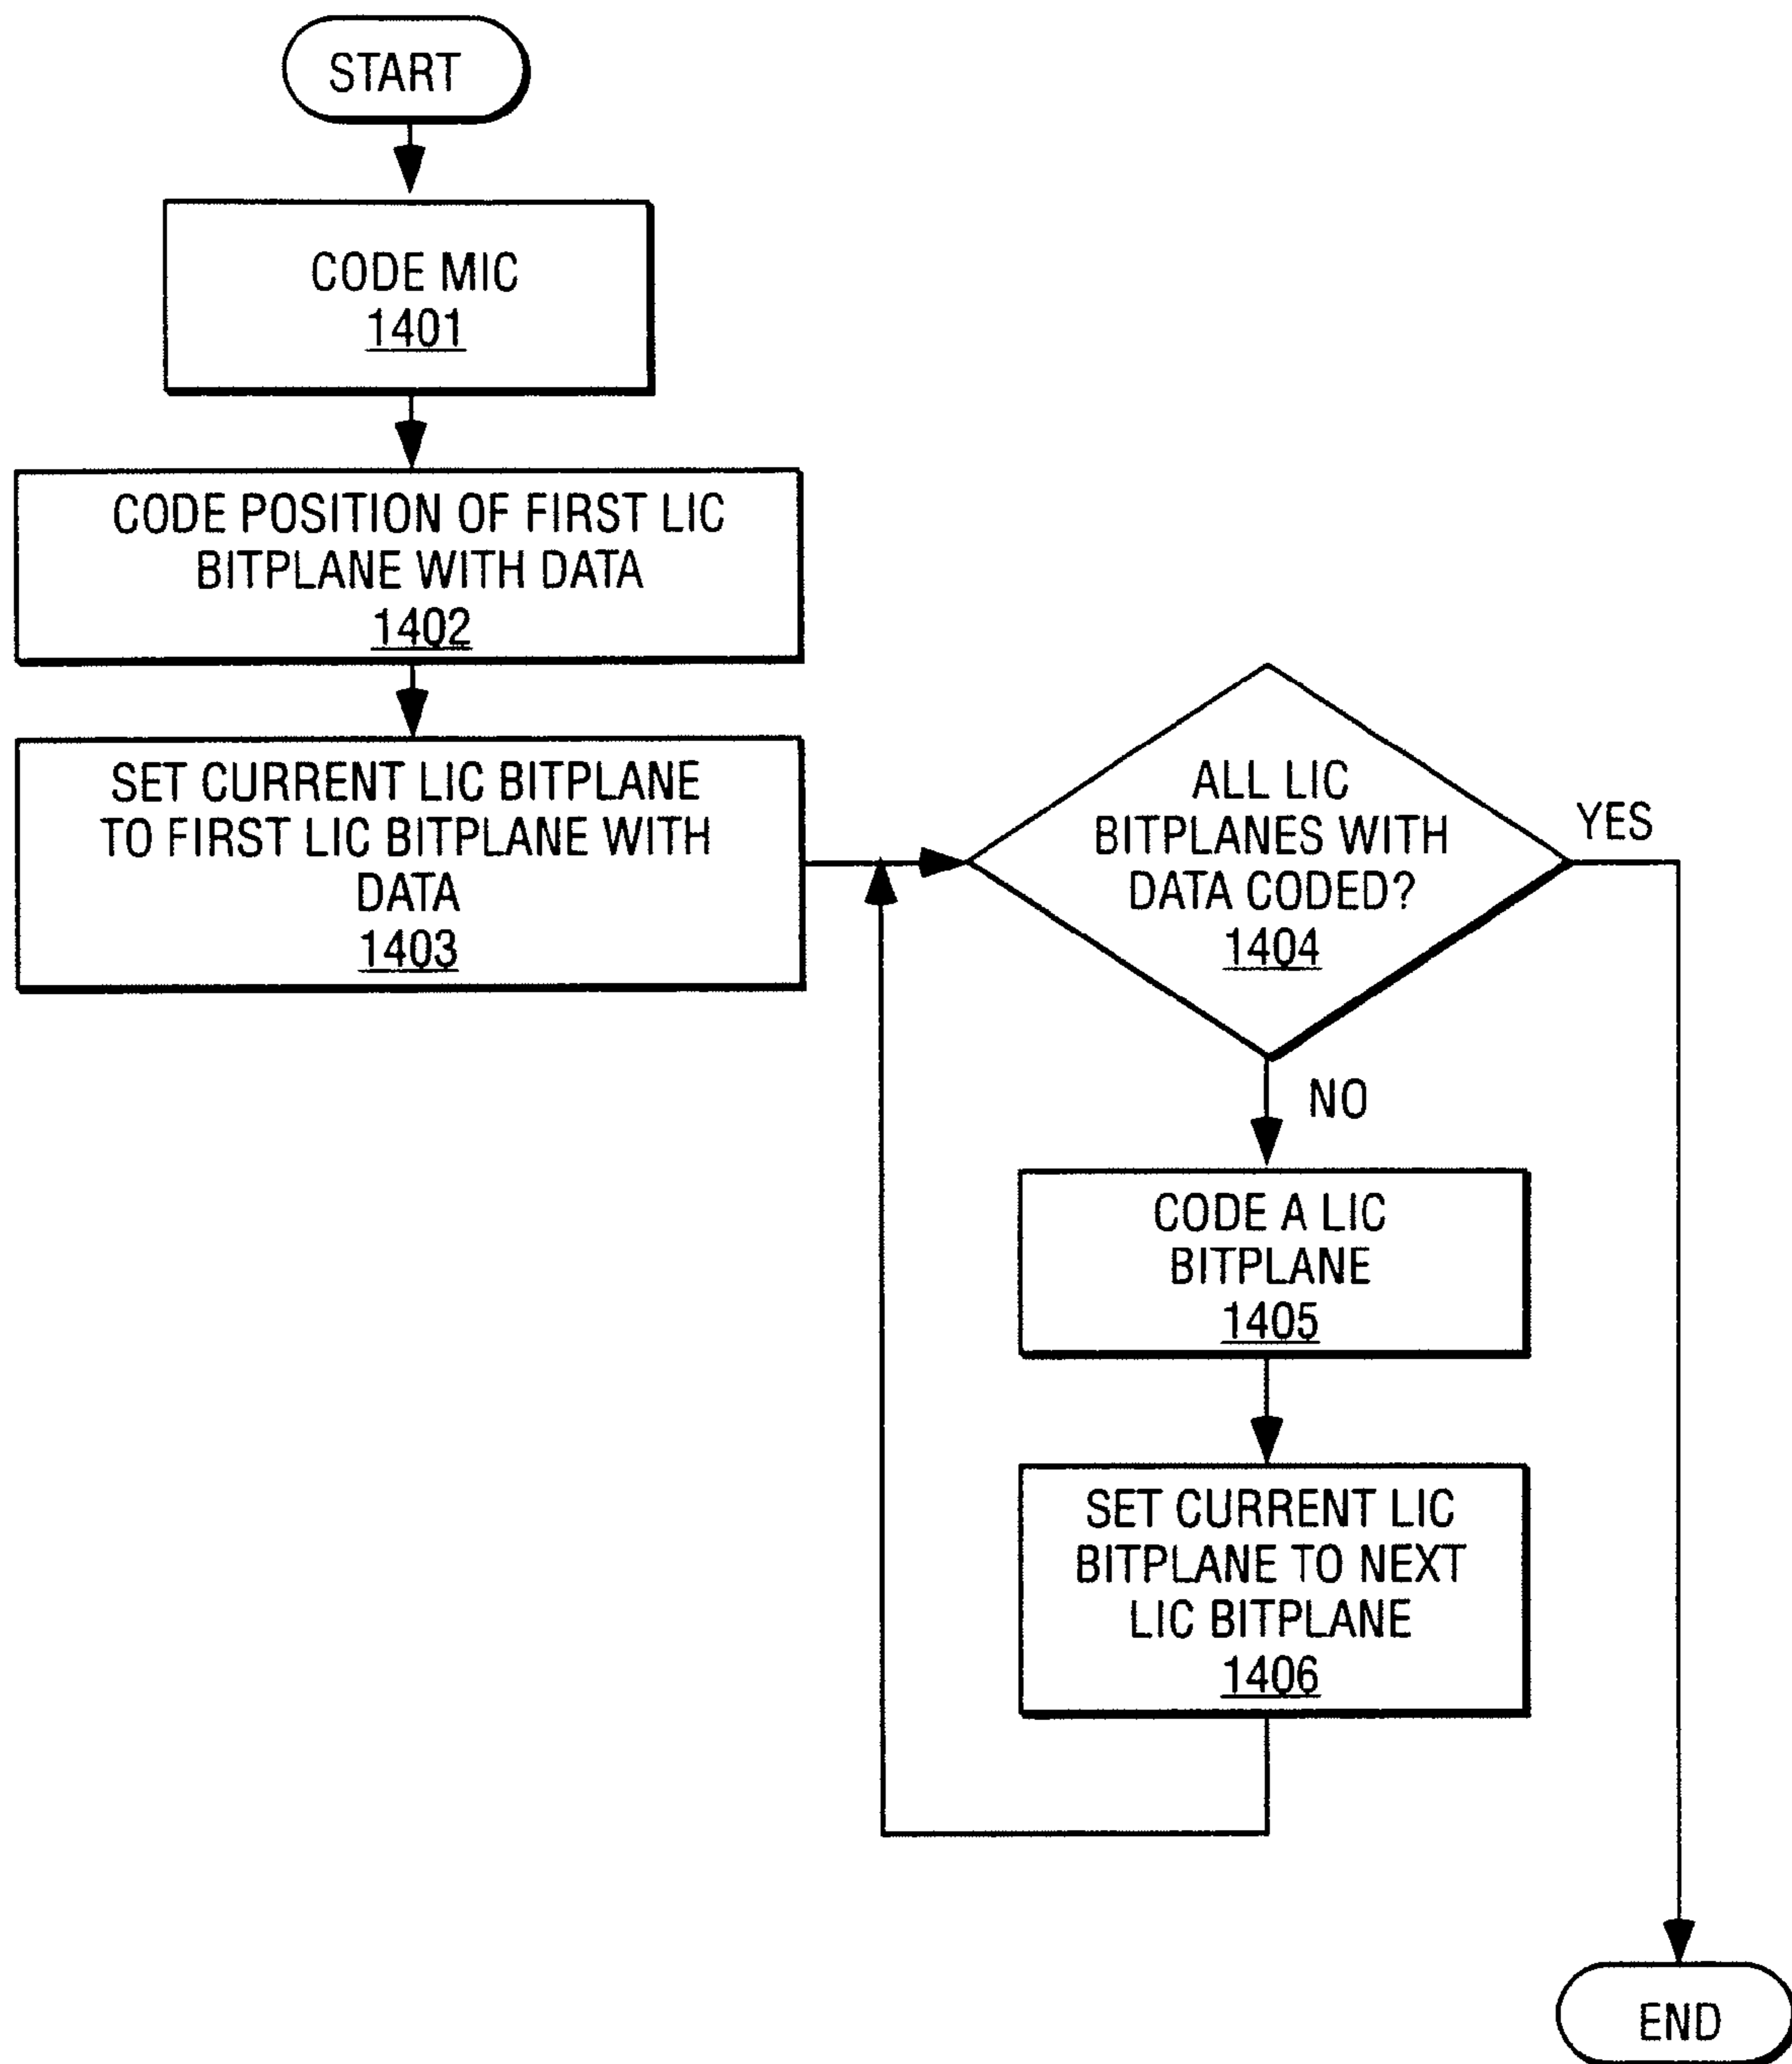 START
CODE MIC
1401
CODE POSITION OF FIRST LIC
BITPLANE WITH DATA
1402
SET CURRENT LIC BITPLANE
TO FIRST LIC BITPLANE WITH
DATA
1403
ALL LIC
BITPLANES WITH
DATA CODED?
1404
YES
NO
CODE A LIC
BITPLANE
1405
SET CURRENT LIC
BITPLANE TO NEXT
LIC BITPLANE
1406
END